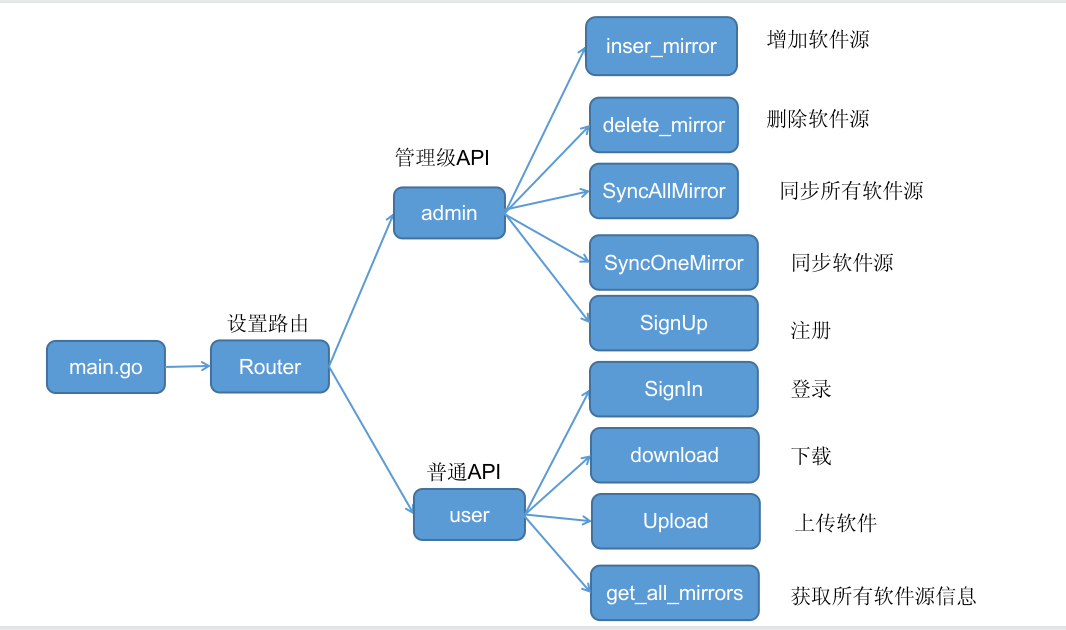 inser_mirror
增加软件源
delete_mirror
删除软件源
管理级API
SyncAllMirror
同步所有软件源
admin
SyncOneMirror
同步软件源
设置路由
SignUp
注册
main.go
Router
SignIn
登录
download
下载
普通API
user
Upload
上传软件
get_all_mirrors
获取所有软件源信息